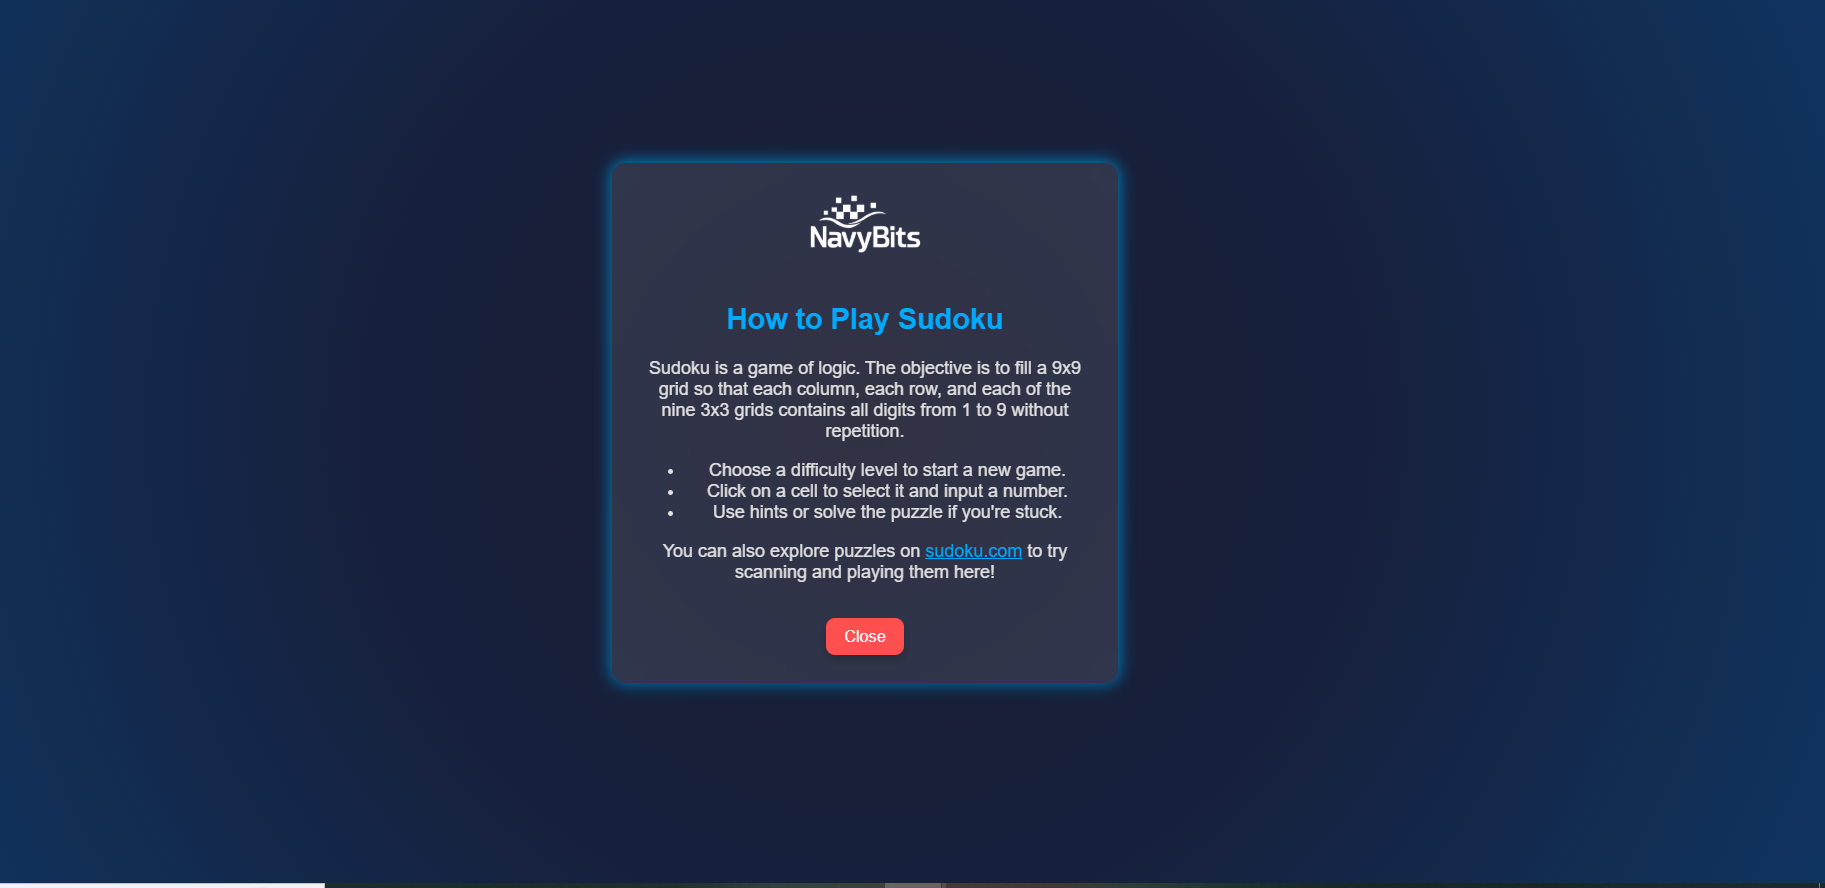 NavyBits
How to Play Sudoku
Sudoku is a game of logic. The objective is to fill a 9x9
grid so that each column, each row, and each of the
nine 3x3 grids contains all digits from 1 to 9 without
repetition.
• Choose a difficulty level to start a new game.
• Click on a cell to select it and input a number.
• Use hints or solve the puzzle if you're stuck.
You can also explore puzzles on sudoku.com to try
scanning and playing them here!
Close